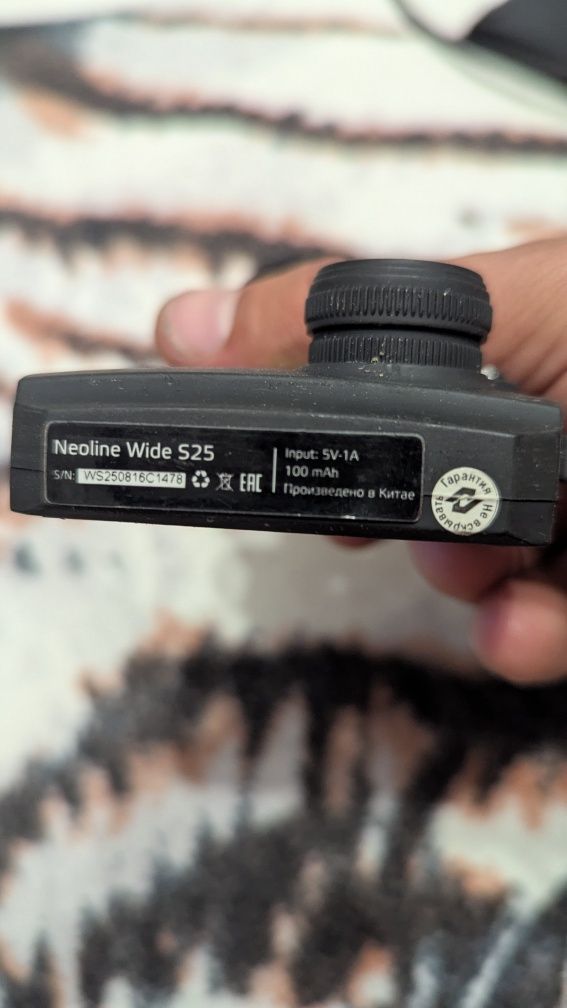 Neoline Wide S25
S/N: WS250816C1478 EAC
Input: 5V-1A
100 mAh
Произведено в Китае
Гарантия Не вскрывать